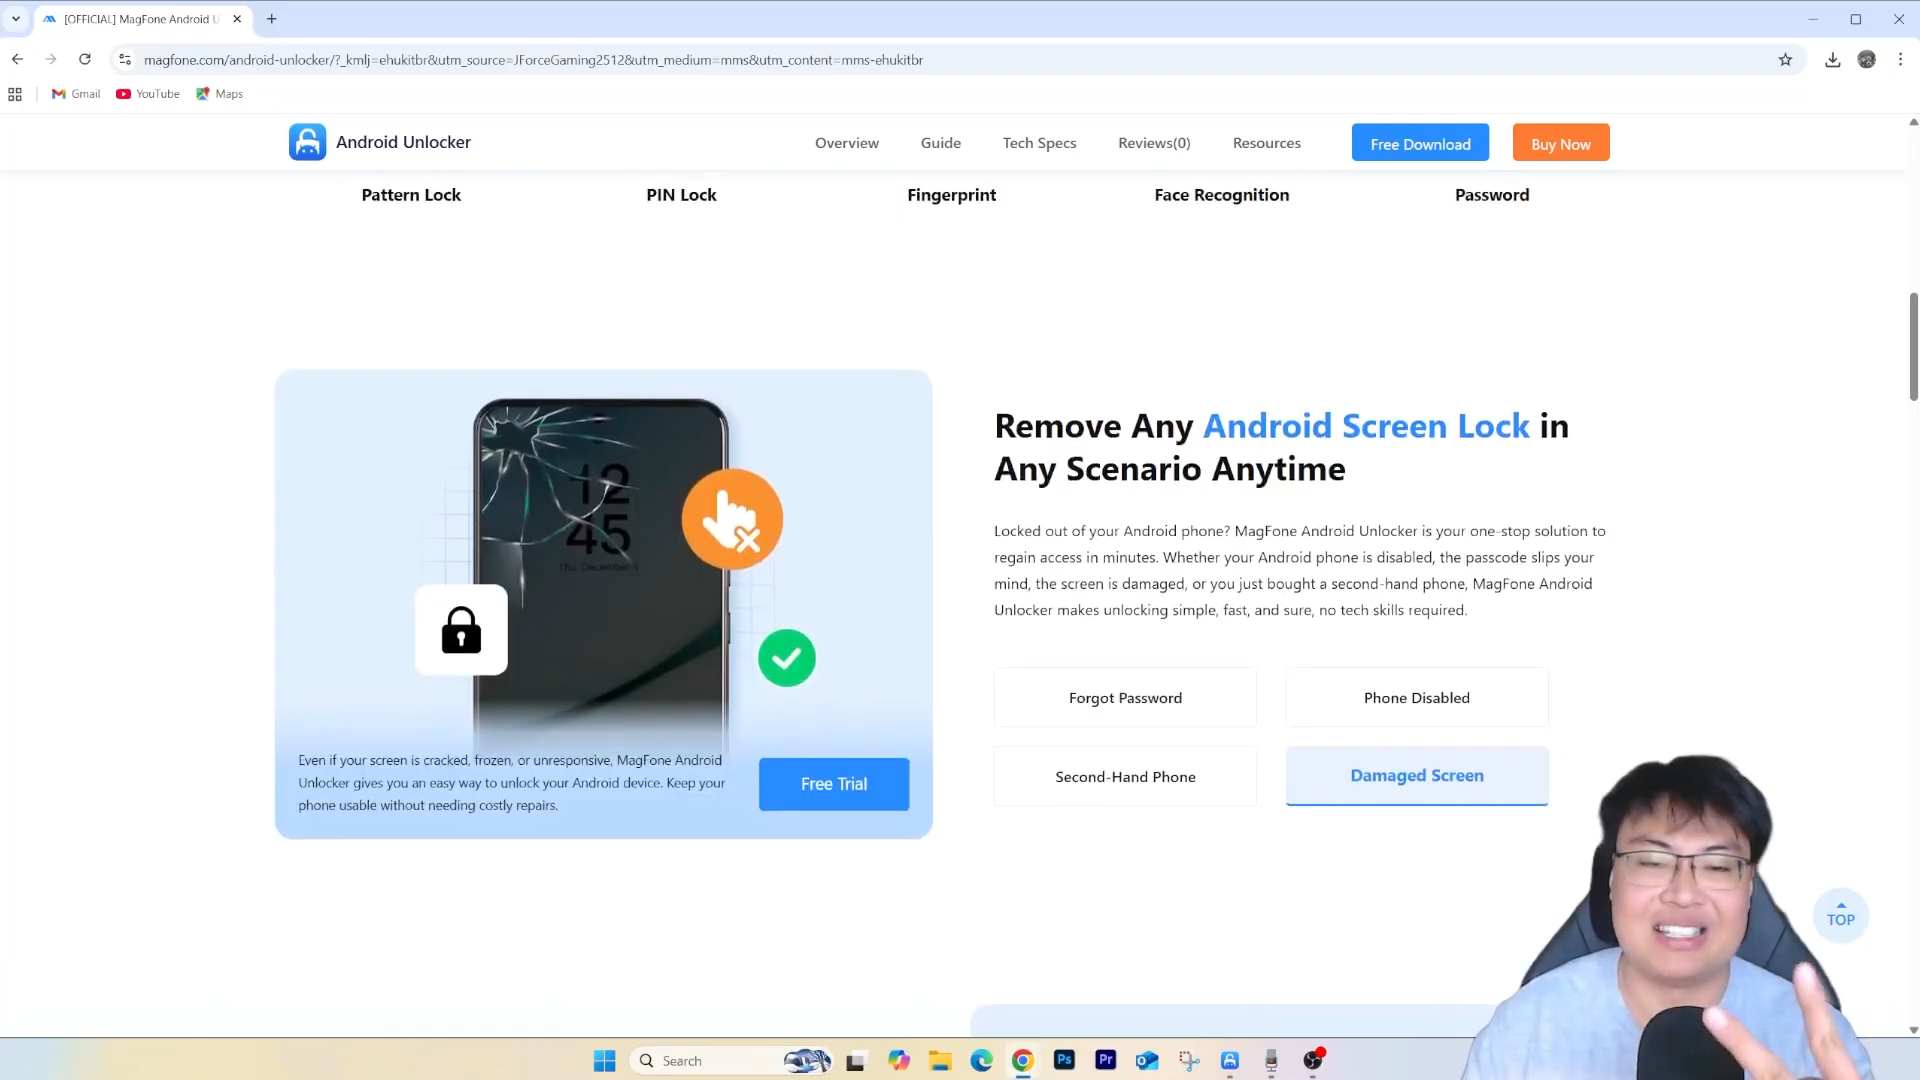 [OFFICIAL] MagFone Android U
magfone.com/android-unlocker/?_kmlj=ehukitbr&utm_source=JForceGaming2512&utm_medium=mms&utm_content=mms-ehukitbr
Gmail
YouTube
Maps
Android Unlocker
Overview
Guide
Tech Specs
Reviews(0)
Resources
Free Download
Buy Now
Pattern Lock
PIN Lock
Fingerprint
Face Recognition
Password
12
45
Thu, December 5
Even if your screen is cracked, frozen, or unresponsive, MagFone Android
Unlocker gives you an easy way to unlock your Android device. Keep your
phone usable without needing costly repairs.
Free Trial
Remove Any Android Screen Lock in
Any Scenario Anytime
Locked out of your Android phone? MagFone Android Unlocker is your one-stop solution to
regain access in minutes. Whether your Android phone is disabled, the passcode slips your
mind, the screen is damaged, or you just bought a second-hand phone, MagFone Android
Unlocker makes unlocking simple, fast, and sure, no tech skills required.
Forgot Password
Phone Disabled
Second-Hand Phone
Damaged Screen
TOP
Search
Ps
Pr